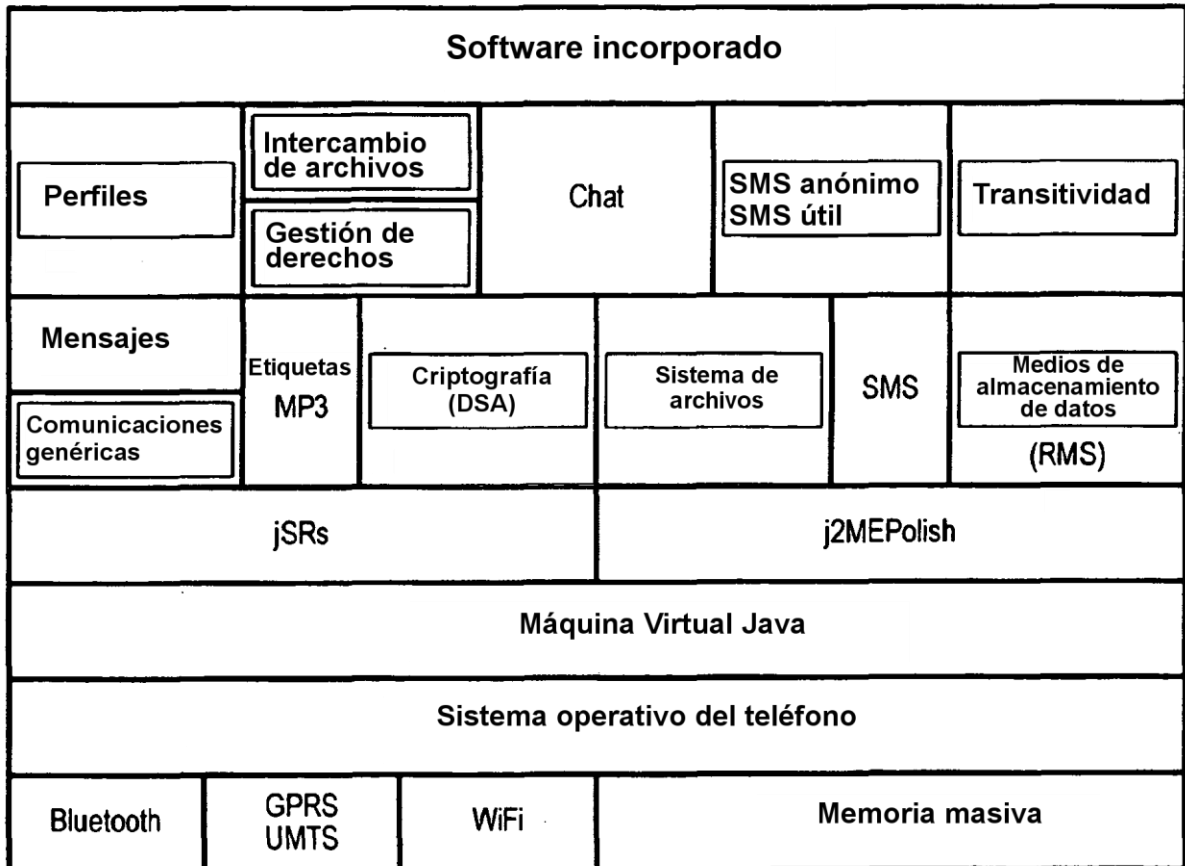 Software incorporado
Perfiles
Intercambio
de archivos
Gestión de
derechos
Chat
SMS anónimo
SMS útil
Transitividad
Mensajes
Comunicaciones
genéricas
Etiquetas
MP3
Criptografía
(DSA)
Sistema de
archivos
SMS
Medios de
almacenamiento
de datos
(RMS)
jSRs
j2MEPolish
Máquina Virtual Java
Sistema operativo del teléfono
Bluetooth
GPRS
UMTS
WiFi
Memoria masiva